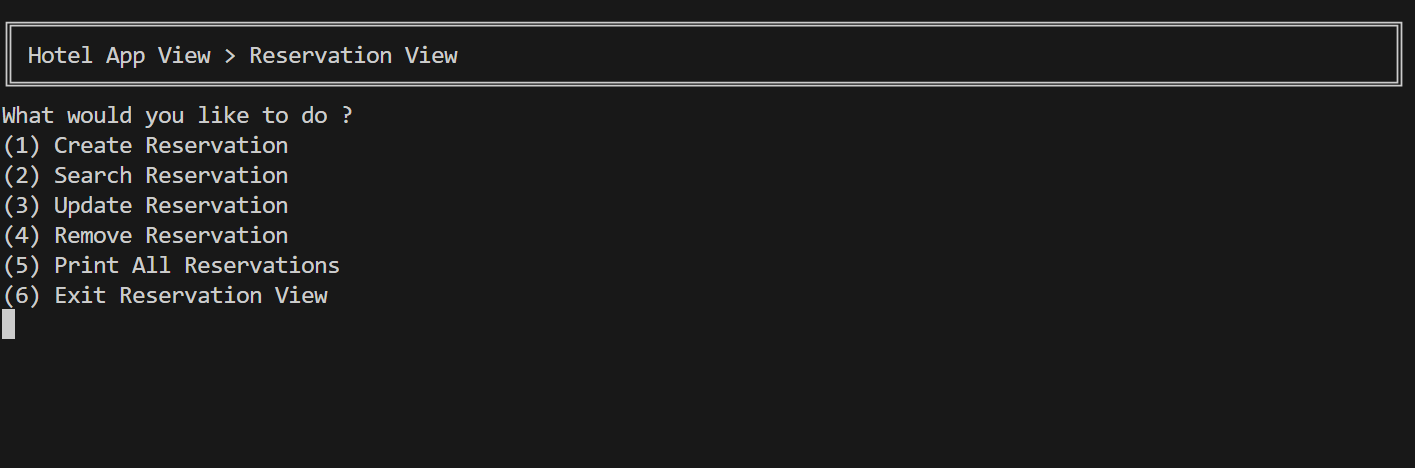 Hotel App View > Reservation View
What would you like to do ?
(1) Create Reservation
(2) Search Reservation
(3) Update Reservation
(4) Remove Reservation
(5) Print All Reservations
(6) Exit Reservation View